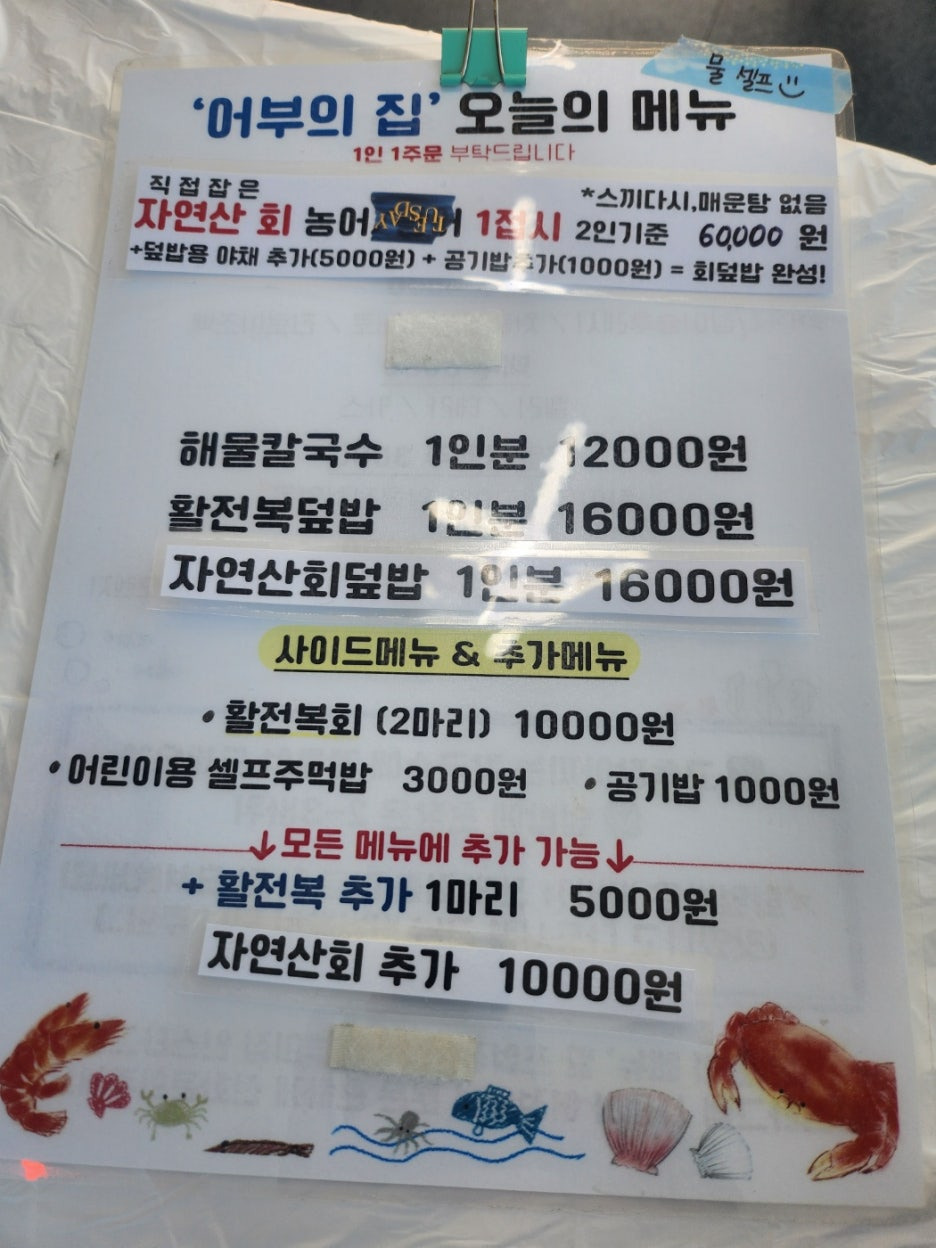 물 셀프
'어부의 집' 오늘의 메뉴
1인 1주문 부탁드립니다
직접잡은
*스끼다시,매운탕 없음
자연산 회 농어 TUESDAY 어 1접시 2인기준 60,000 원
+덮밥용 야채 추가(5000원) + 공기밥추가(1000원) = 회덮밥 완성!
해물칼국수 1인분 12000원
활전복덮밥 1인분 16000원
자연산회덮밥 1인분 16000원
사이드메뉴 & 추가메뉴
• 활전복회 (2마리) 10000원
• 어린이용 셀프주먹밥 3000원 • 공기밥 1000원
↓모든 메뉴에 추가 가능↓
+ 활전복 추가 1마리 5000원
자연산회 추가 10000원